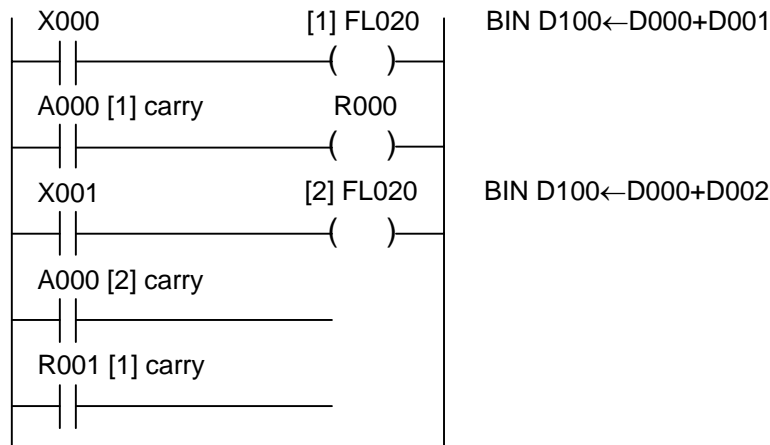 X000 [1] FL020 BIN D100←D000+D001
( )
A000 [1] carry R000
( )
X001 [2] FL020 BIN D100←D000+D002
( )
A000 [2] carry
R001 [1] carry